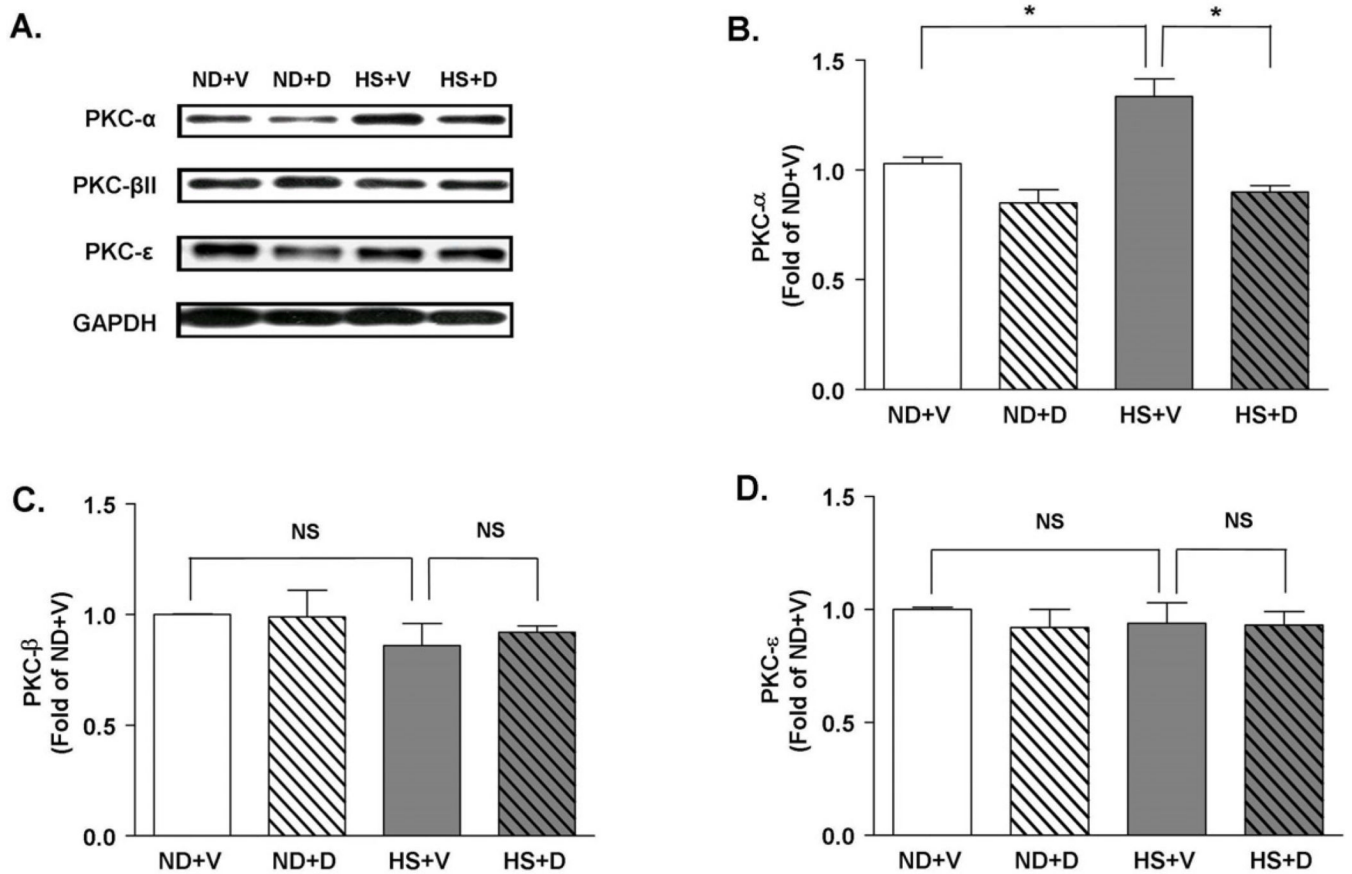 A.
ND+V ND+D HS+V HS+D
PKC-α
PKC-βII
PKC-ε
GAPDH
B.
* *
PKC-α
(Fold of ND+V)
1.5
1.0
0.5
0.0
ND+V ND+D HS+V HS+D
C.
NS NS
PKC-β
(Fold of ND+V)
1.5
1.0
0.5
0.0
ND+V ND+D HS+V HS+D
D.
NS NS
PKC-ε
(Fold of ND+V)
1.5
1.0
0.5
0.0
ND+V ND+D HS+V HS+D